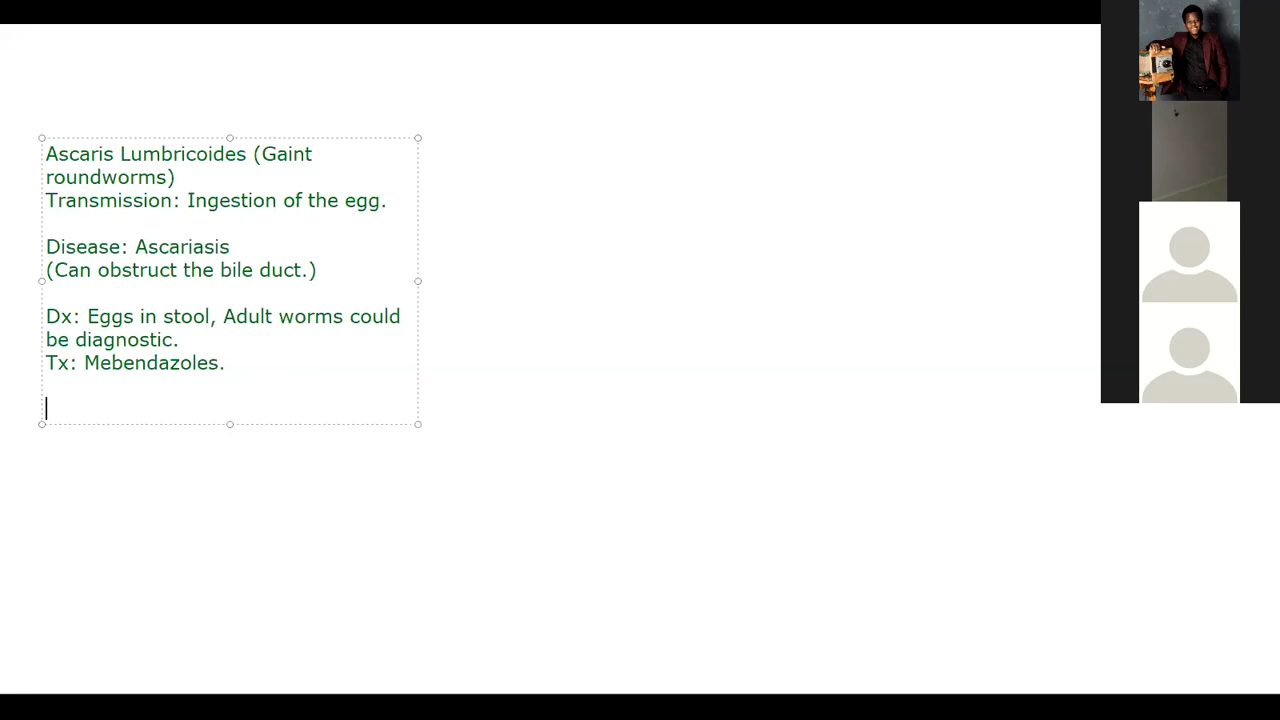 Ascaris Lumbricoides (Gaint
roundworms)
Transmission: Ingestion of the egg.
Disease: Ascariasis
(Can obstruct the bile duct.)
Dx: Eggs in stool, Adult worms could
be diagnostic.
Tx: Mebendazoles.